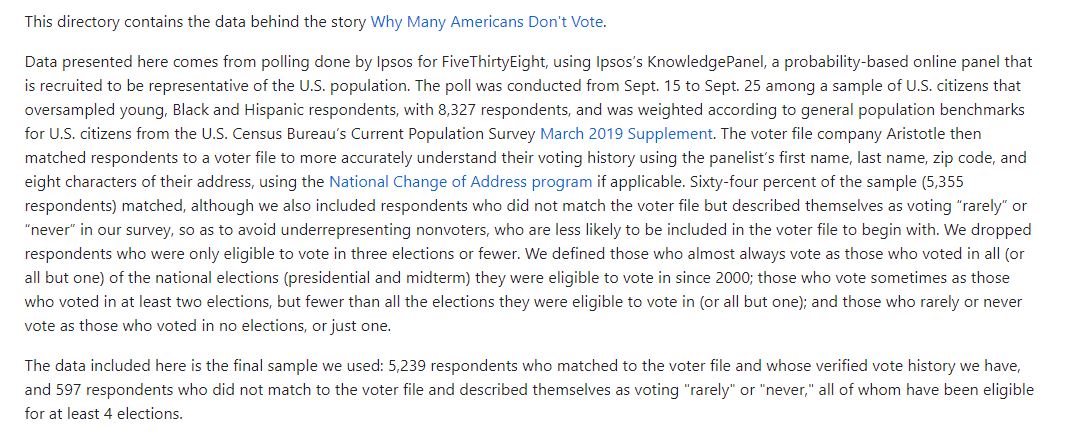 This directory contains the data behind the story Why Many Americans Don't Vote.
Data presented here comes from polling done by Ipsos for FiveThirtyEight, using Ipsos’s KnowledgePanel, a probability-based online panel that
is recruited to be representative of the U.S. population. The poll was conducted from Sept. 15 to Sept. 25 among a sample of U.S. citizens that
oversampled young, Black and Hispanic respondents, with 8,327 respondents, and was weighted according to general population benchmarks
for U.S. citizens from the U.S. Census Bureau’s Current Population Survey March 2019 Supplement. The voter file company Aristotle then
matched respondents to a voter file to more accurately understand their voting history using the panelist’s first name, last name, zip code, and
eight characters of their address, using the National Change of Address program if applicable. Sixty-four percent of the sample (5,355
respondents) matched, although we also included respondents who did not match the voter file but described themselves as voting “rarely” or
“never” in our survey, so as to avoid underrepresenting nonvoters, who are less likely to be included in the voter file to begin with. We dropped
respondents who were only eligible to vote in three elections or fewer. We defined those who almost always vote as those who voted in all (or
all but one) of the national elections (presidential and midterm) they were eligible to vote in since 2000; those who vote sometimes as those
who voted in at least two elections, but fewer than all the elections they were eligible to vote in (or all but one); and those who rarely or never
vote as those who voted in no elections, or just one.
The data included here is the final sample we used: 5,239 respondents who matched to the voter file and whose verified vote history we have,
and 597 respondents who did not match to the voter file and described themselves as voting "rarely" or "never," all of whom have been eligible
for at least 4 elections.